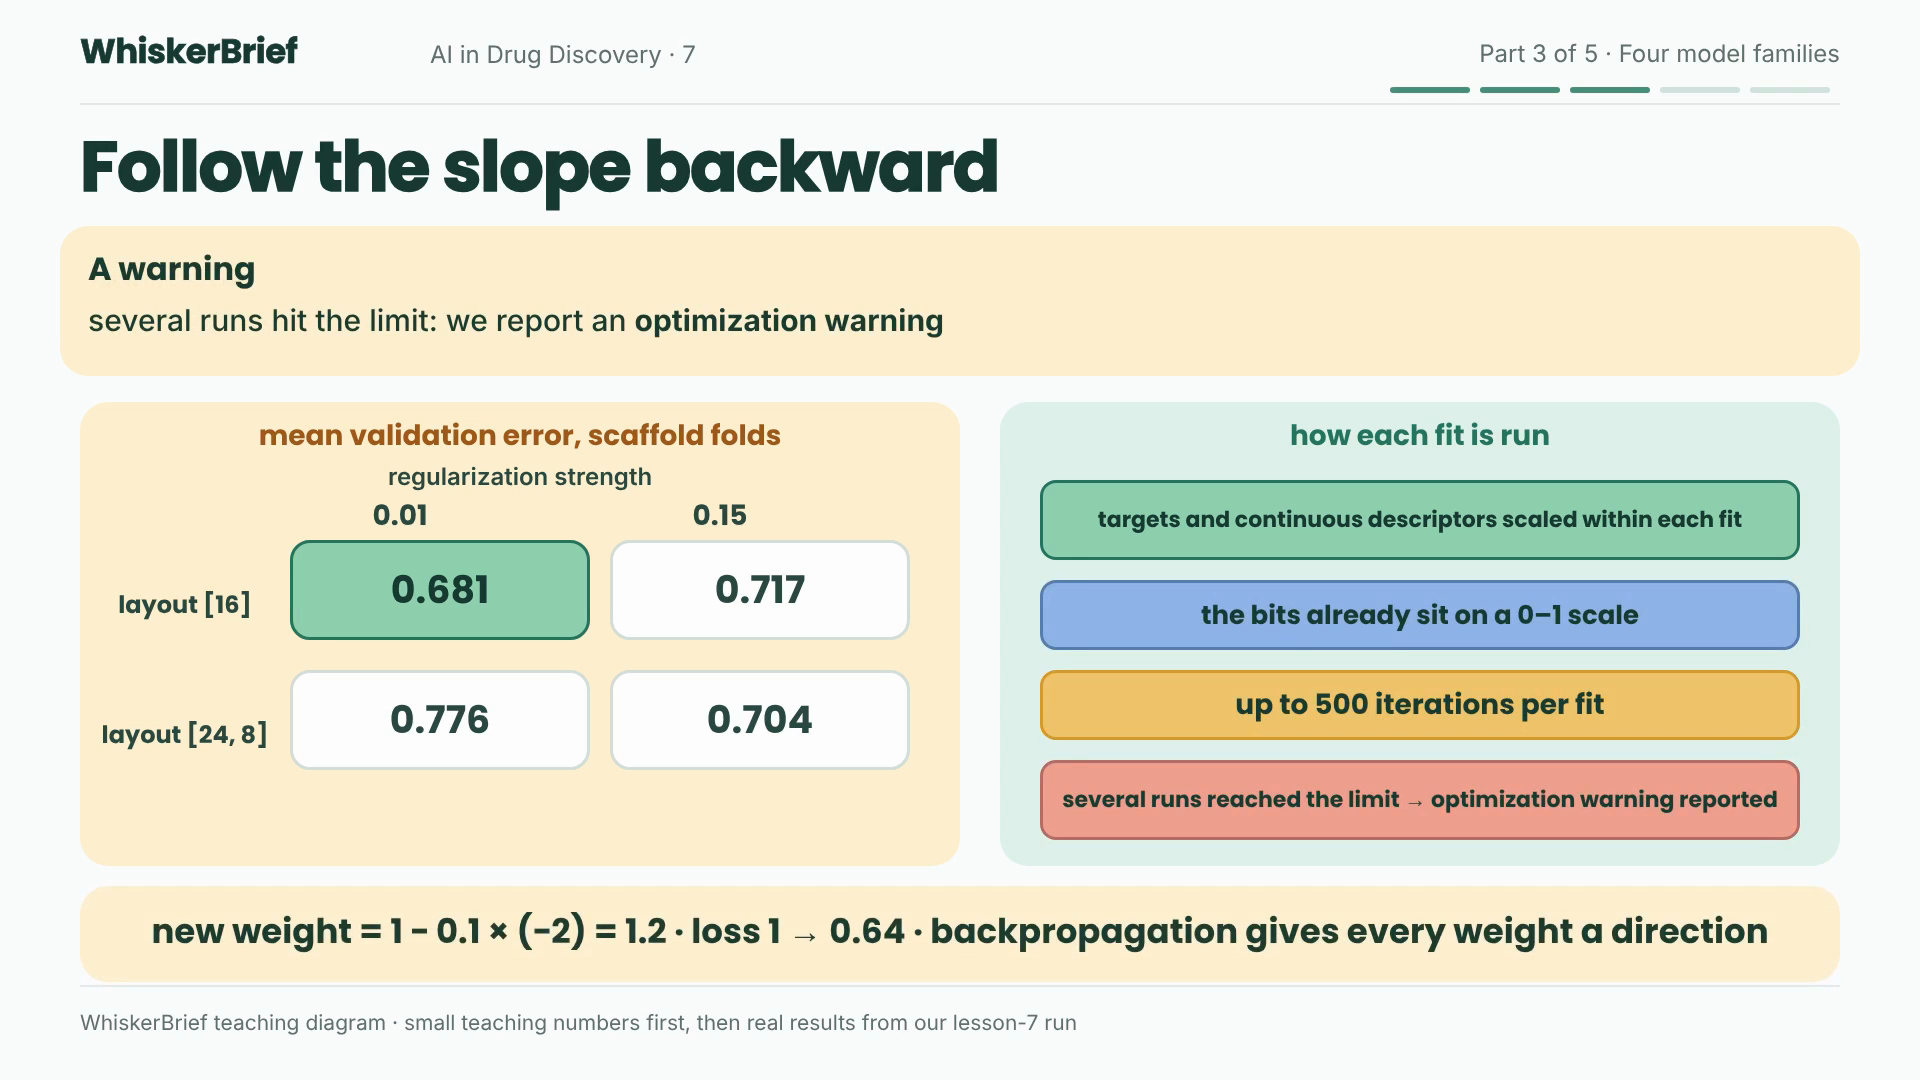 WhiskerBrief
AI in Drug Discovery · 7
Part 3 of 5 · Four model families
Follow the slope backward
A warning
several runs hit the limit: we report an optimization warning
mean validation error, scaffold folds
regularization strength
0.01 0.15
layout [16] 0.681 0.717
layout [24, 8] 0.776 0.704
how each fit is run
targets and continuous descriptors scaled within each fit
the bits already sit on a 0–1 scale
up to 500 iterations per fit
several runs reached the limit → optimization warning reported
new weight = 1 − 0.1 × (−2) = 1.2 · loss 1 → 0.64 · backpropagation gives every weight a direction
WhiskerBrief teaching diagram · small teaching numbers first, then real results from our lesson-7 run